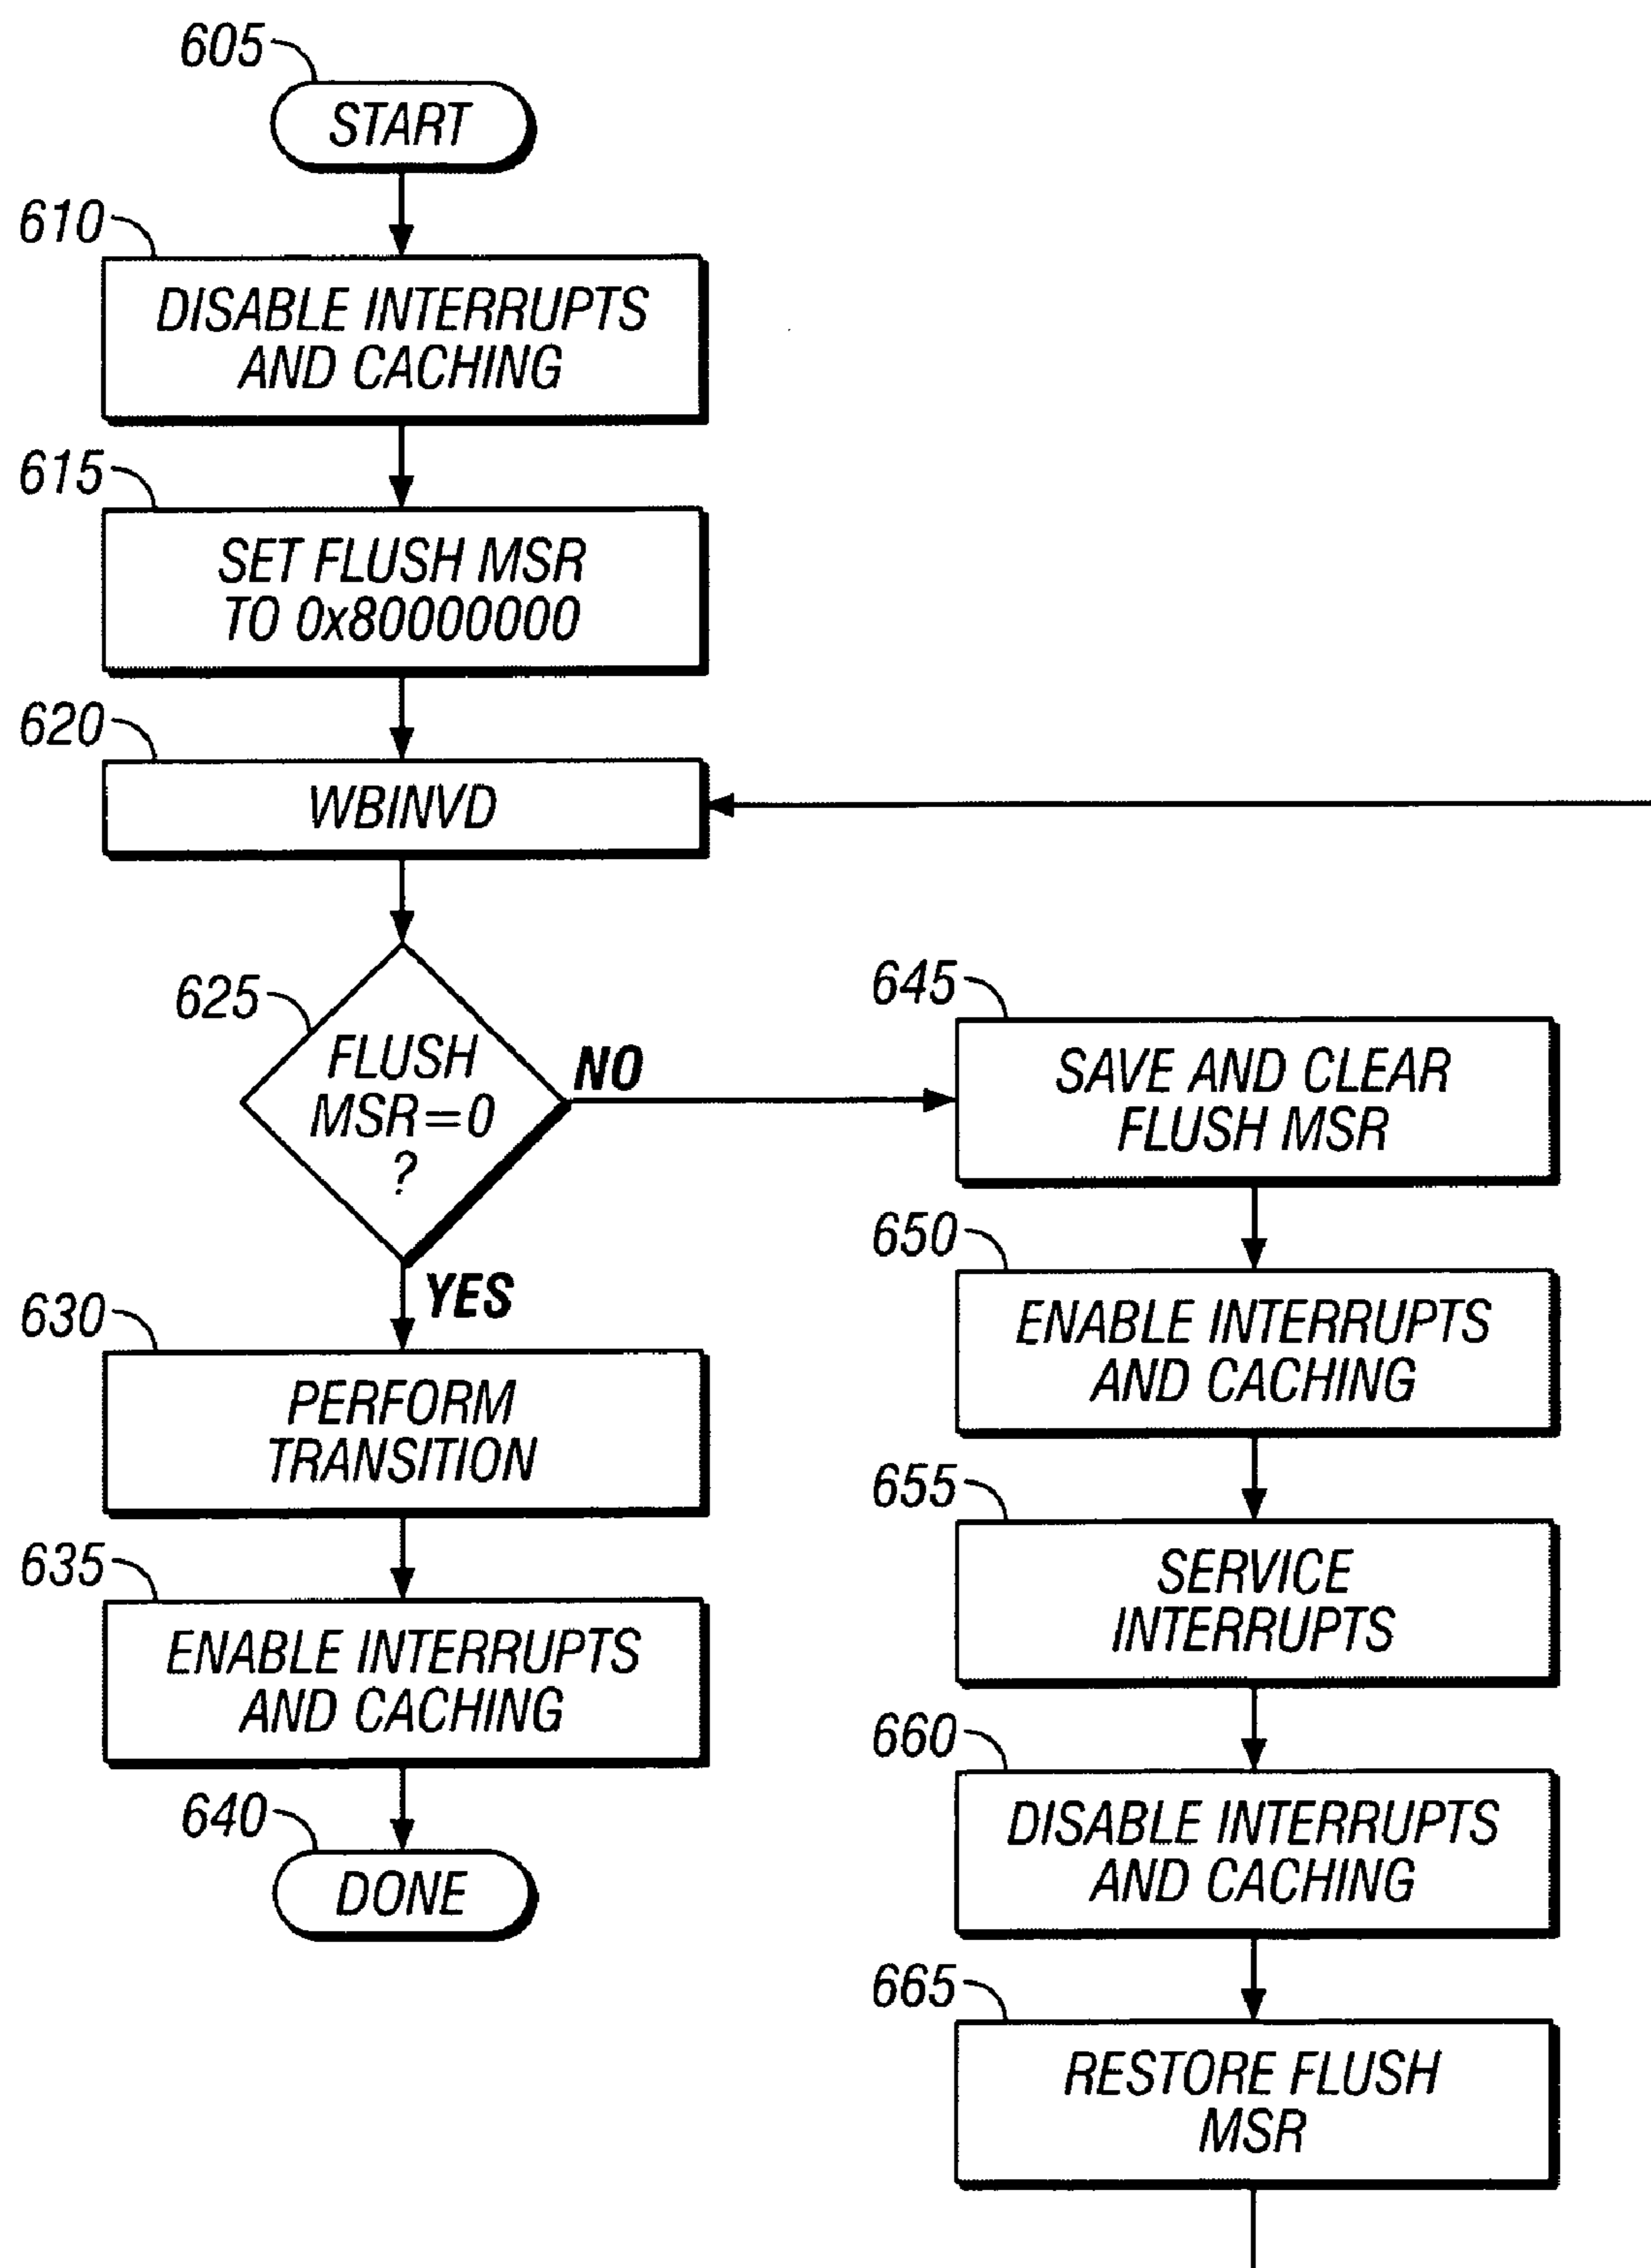 605
START
610
DISABLE INTERRUPTS
AND CACHING
615
SET FLUSH MSR
TO 0x80000000
620
WBINVD
625
FLUSH
MSR=0
?
NO
YES
630
PERFORM
TRANSITION
635
ENABLE INTERRUPTS
AND CACHING
640
DONE
645
SAVE AND CLEAR
FLUSH MSR
650
ENABLE INTERRUPTS
AND CACHING
655
SERVICE
INTERRUPTS
660
DISABLE INTERRUPTS
AND CACHING
665
RESTORE FLUSH
MSR